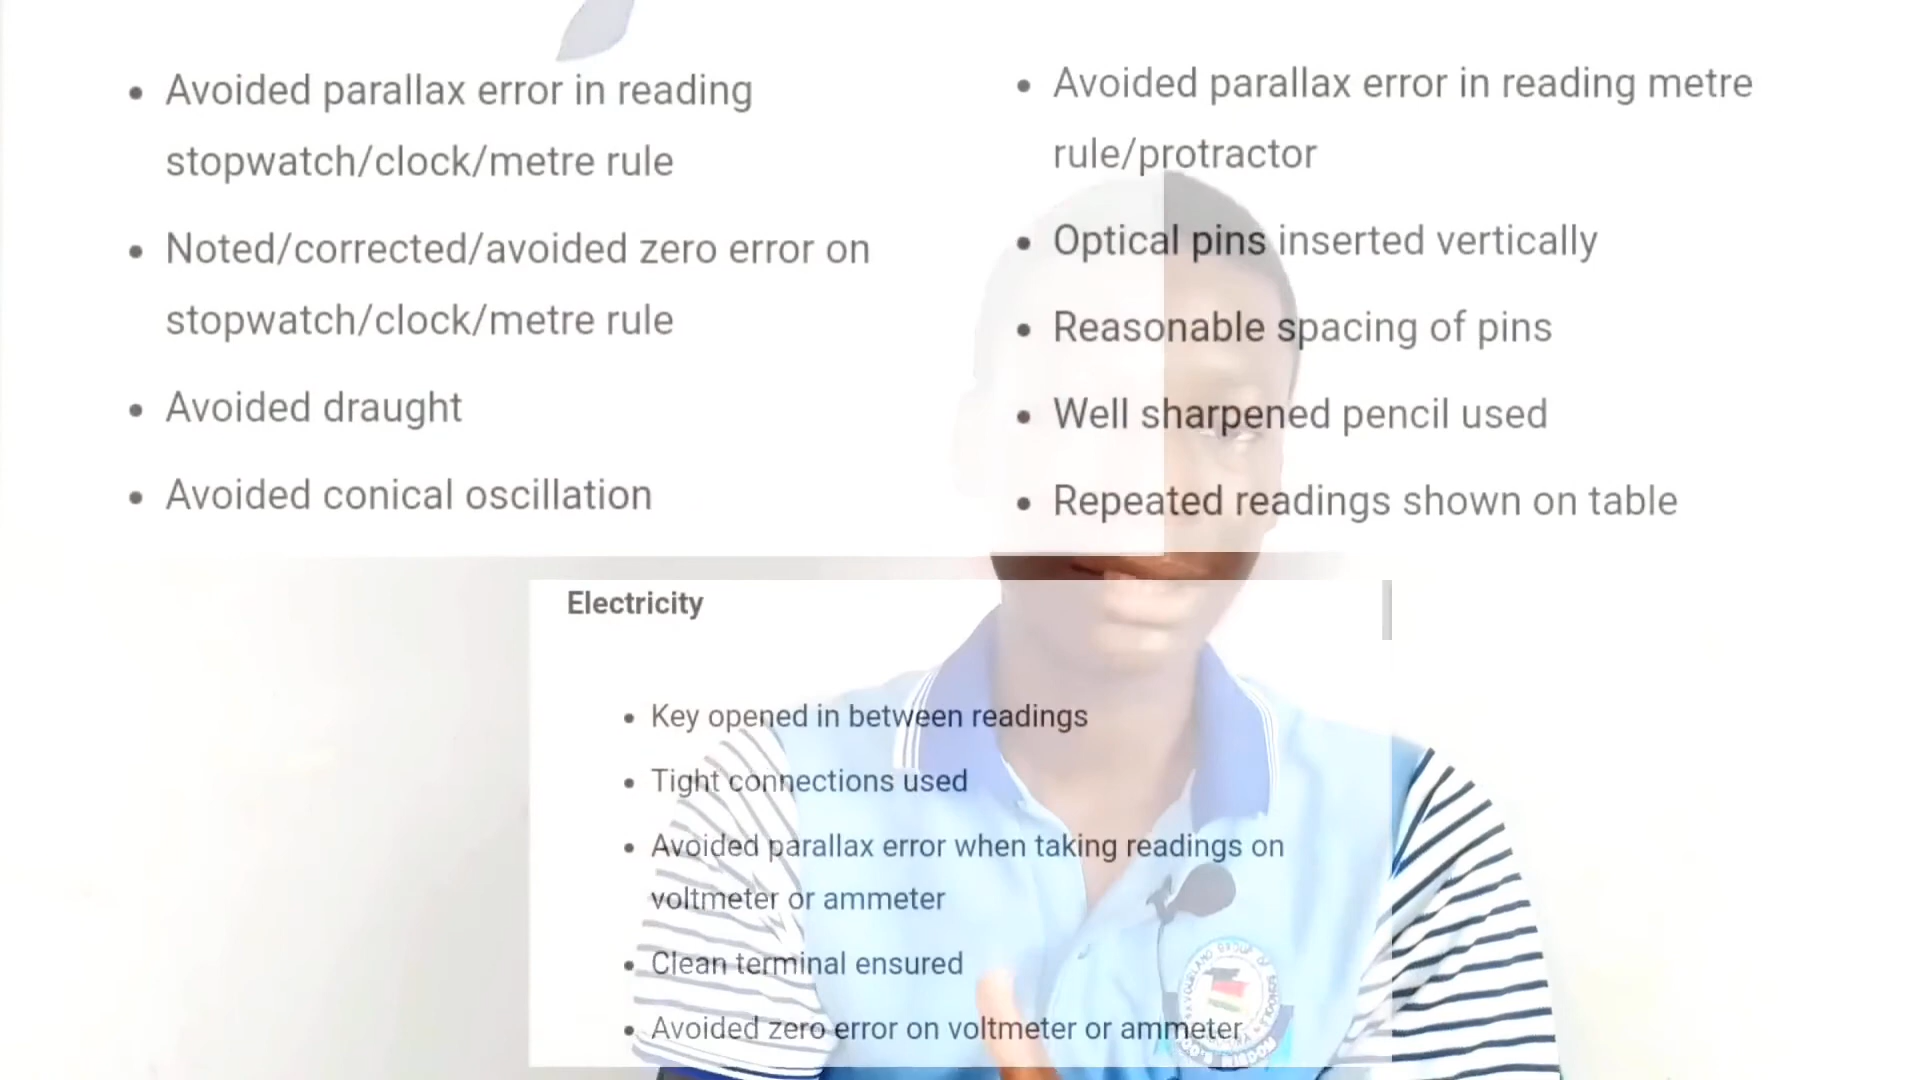 • Avoided parallax error in reading
stopwatch/clock/metre rule
• Noted/corrected/avoided zero error on
stopwatch/clock/metre rule
• Avoided draught
• Avoided conical oscillation
• Avoided parallax error in reading metre
rule/protractor
• Optical pins inserted vertically
• Reasonable spacing of pins
• Well sharpened pencil used
• Repeated readings shown on table
Electricity
• Key opened in between readings
• Tight connections used
• Avoided parallax error when taking readings on
voltmeter or ammeter
• Clean terminal ensured
• Avoided zero error on voltmeter or ammeter